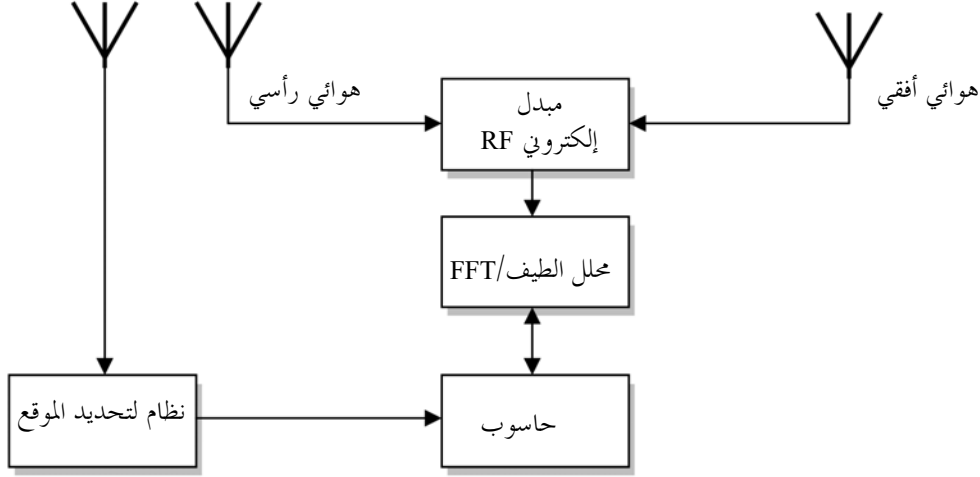 هوائي أفقي
هوائي رأسي
مبدل
إلكتروني RF
محلل الطيف/FFT
نظام لتحديد الموقع
حاسوب